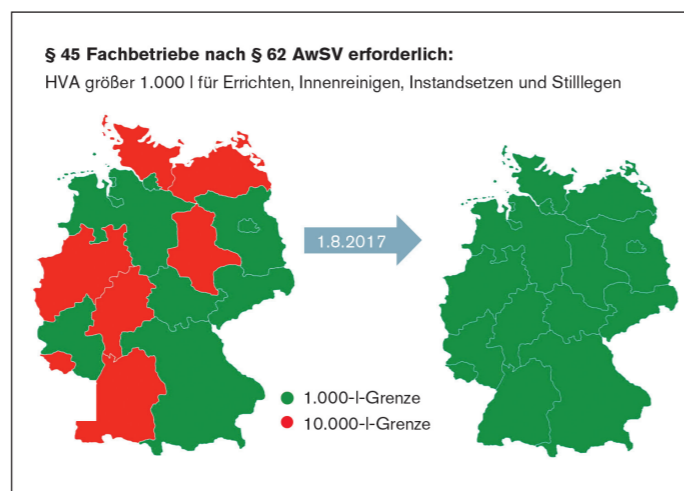 § 45 Fachbetriebe nach § 62 AwSV erforderlich:
HVA größer 1.000 l für Errichten, Innenreinigen, Instandsetzen und Stilllegen
1.8.2017
1.000-l-Grenze
10.000-l-Grenze